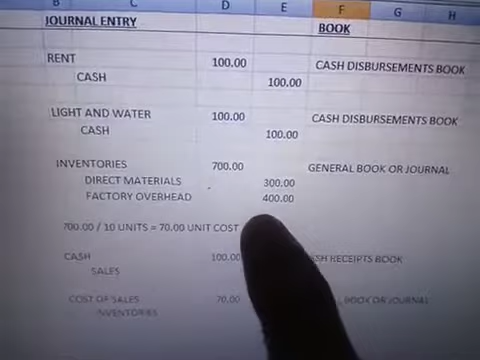 B C D E F G H
JOURNAL ENTRY BOOK
RENT 100.00 CASH DISBURSEMENTS BOOK
CASH 100.00
LIGHT AND WATER 100.00 CASH DISBURSEMENTS BOOK
CASH 100.00
INVENTORIES 700.00 GENERAL BOOK OR JOURNAL
DIRECT MATERIALS 300.00
FACTORY OVERHEAD 400.00
700.00 / 10 UNITS = 70.00 UNIT COST
CASH 100.00 RECEIPTS BOOK
SALES
COST OF SALES 70.00 BOOK OR JOURNAL
INVENTORIES